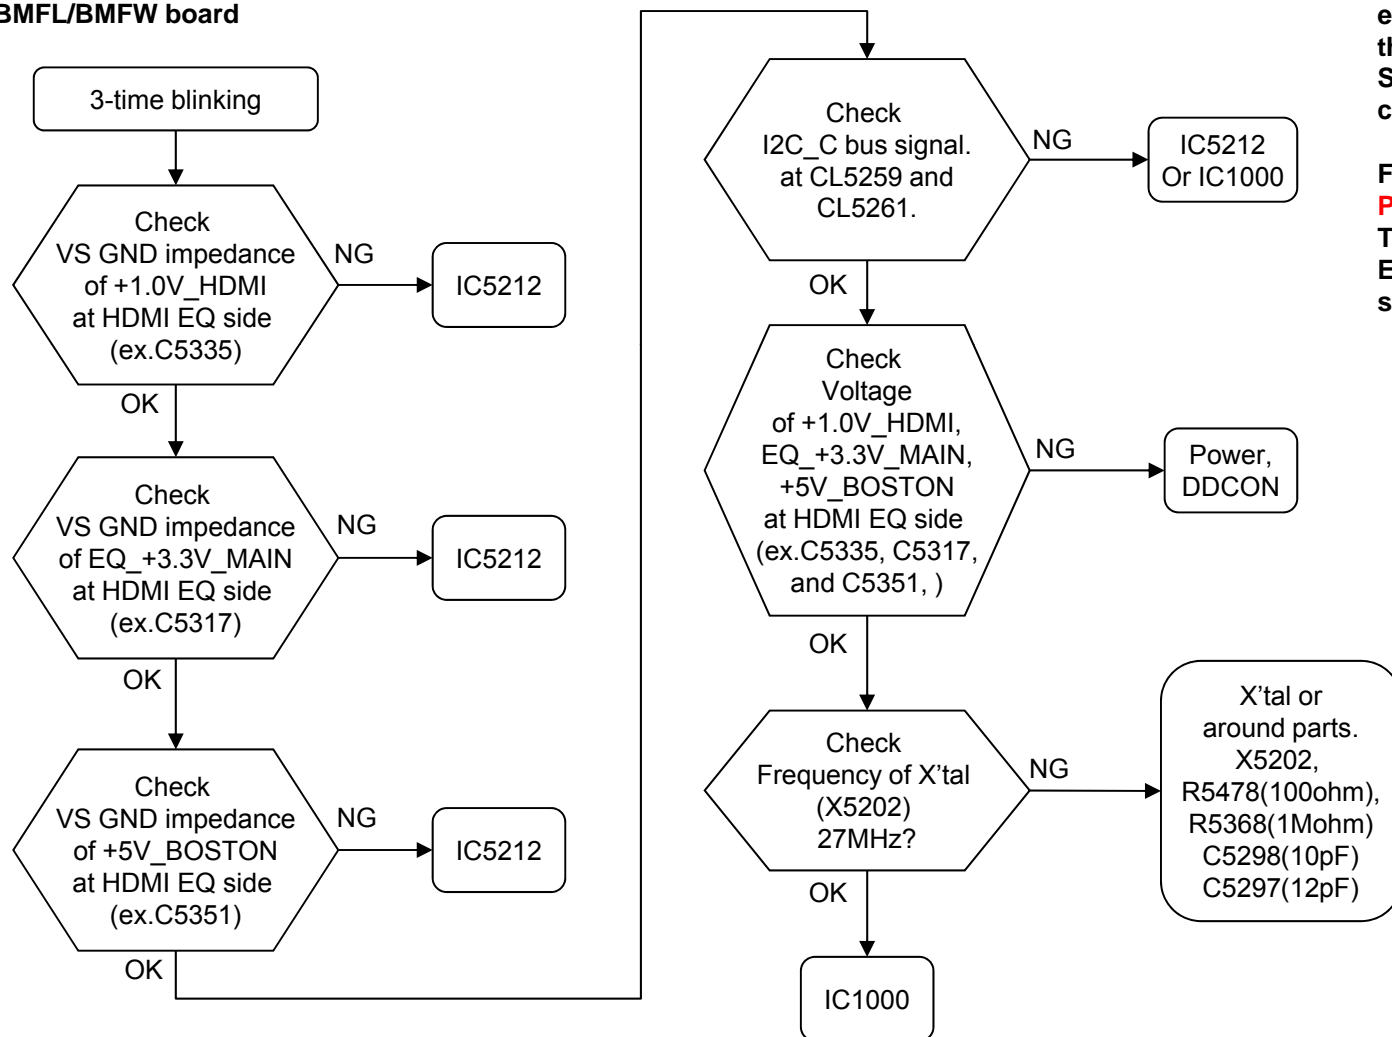 BMFL/BMFW board
3-time blinking
Check
VS GND impedance
of +1.0V_HDMI
at HDMI EQ side
(ex.C5335)
NG
IC5212
OK
Check
VS GND impedance
of EQ_+3.3V_MAIN
at HDMI EQ side
(ex.C5317)
NG
IC5212
OK
Check
VS GND impedance
of +5V_BOSTON
at HDMI EQ side
(ex.C5351)
NG
IC5212
OK
Check
I2C_C bus signal.
at CL5259 and
CL5261.
NG
IC5212
Or IC1000
OK
Check
Voltage
of +1.0V_HDMI,
EQ_+3.3V_MAIN,
+5V_BOSTON
at HDMI EQ side
(ex.C5335, C5317,
and C5351, )
NG
Power,
DDCON
OK
Check
Frequency of X'tal
(X5202)
27MHz?
NG
X'tal or
around parts.
X5202,
R5478(100ohm),
R5368(1Mohm)
C5298(10pF)
C5297(12pF)
OK
IC1000